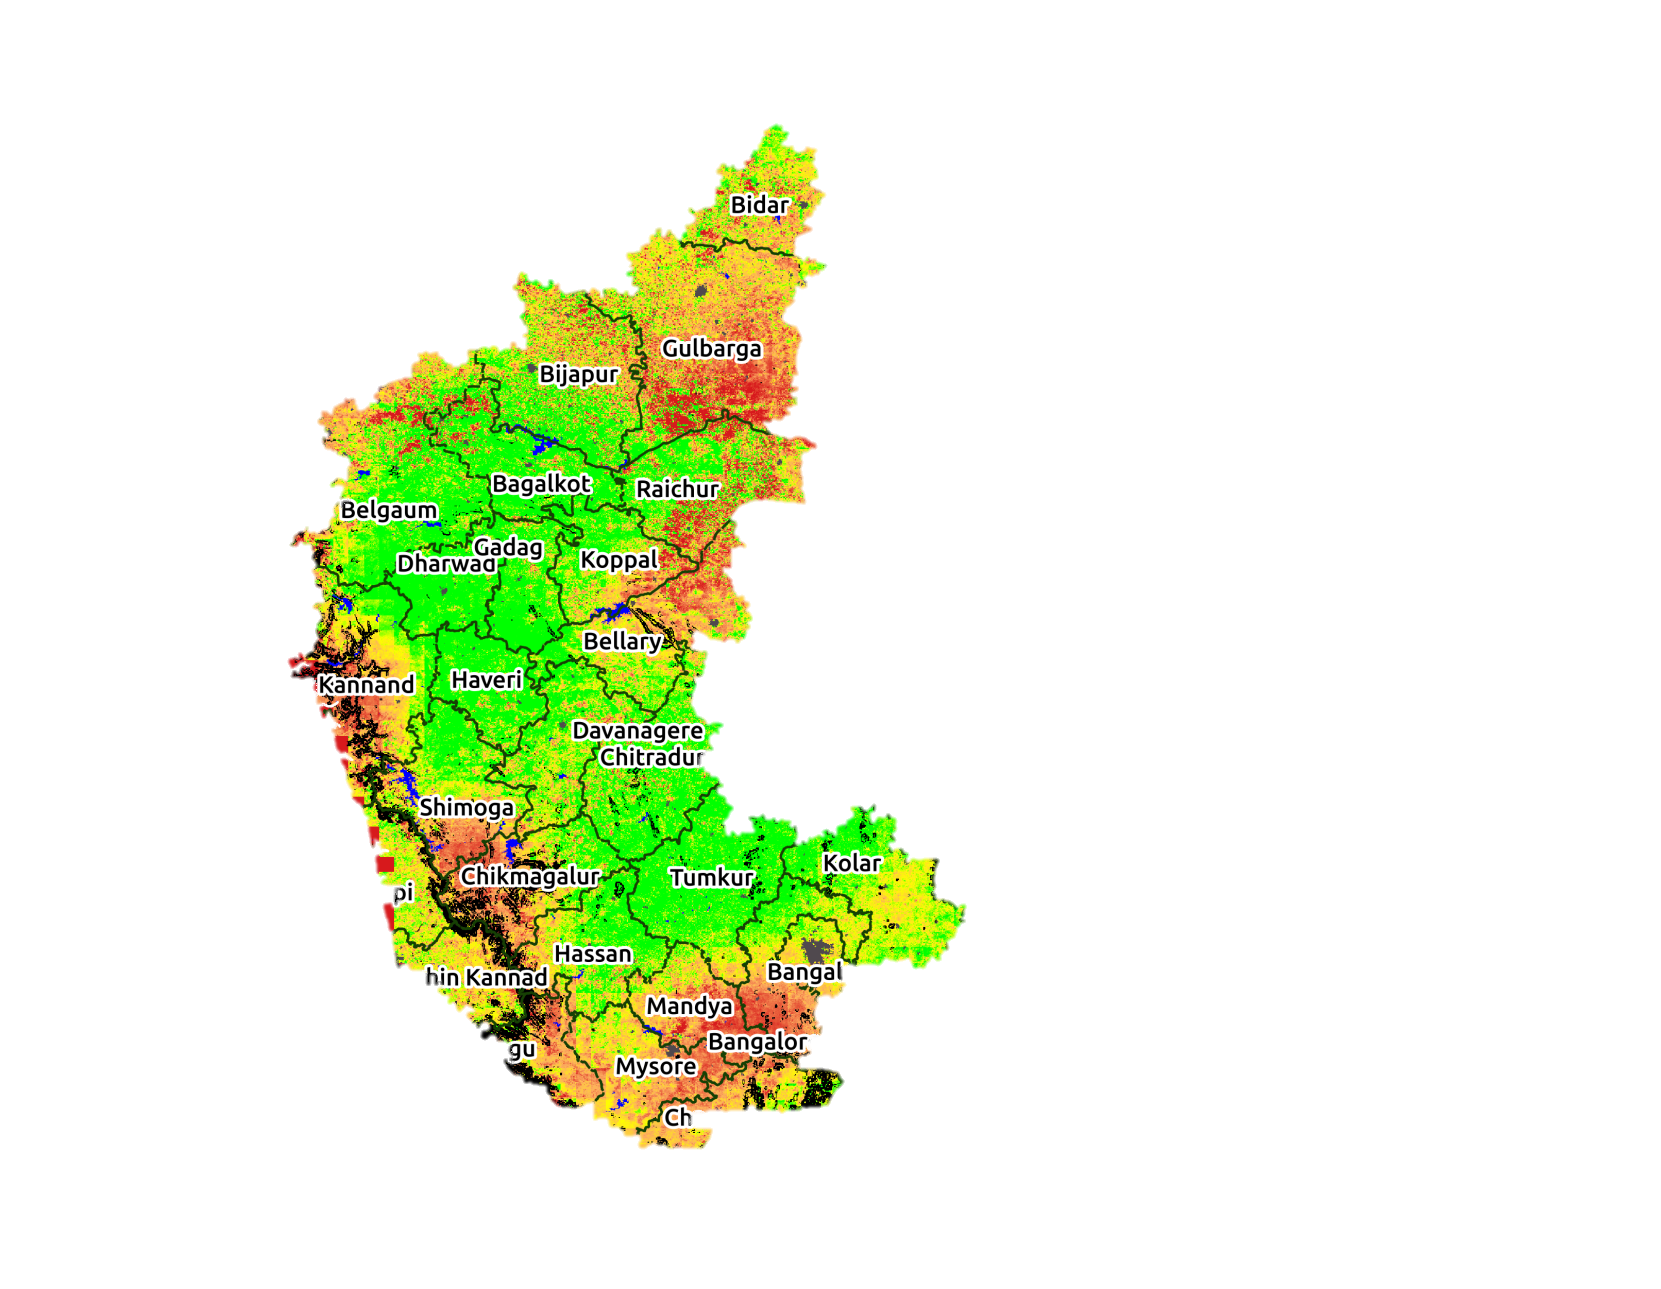 Bidar
Gulbarga
Bijapur
Bagalkot
Raichur
Belgaum
Gadag
Dharwad
Koppal
Bellary
Haveri
Kannand
Davanagere
Chitradur
Shimoga
Kolar
Chikmagalur
Tumkur
pi
Hassan
Bangal
hin Kannad
Mandya
Bangalor
gu
Mysore
Ch